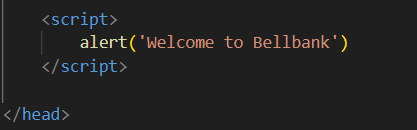 <script>
alert('Welcome to Bellbank')
</script>
</head>